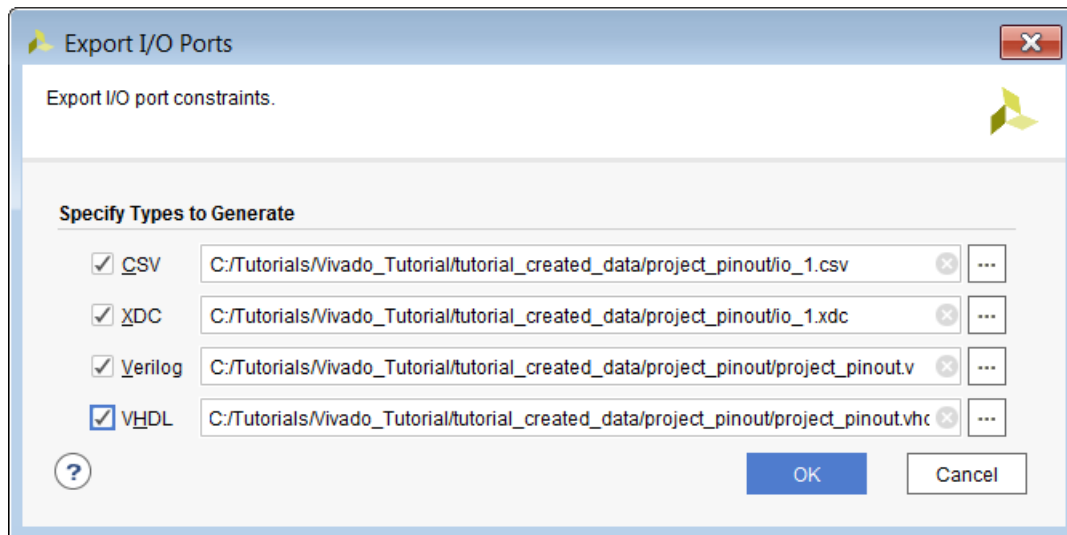 Export I/O Ports
Export I/O port constraints.
Specify Types to Generate
CSV C:/Tutorials/Vivado_Tutorial/tutorial_created_data/project_pinout/io_1.csv ...
XDC C:/Tutorials/Vivado_Tutorial/tutorial_created_data/project_pinout/io_1.xdc ...
Verilog C:/Tutorials/Vivado_Tutorial/tutorial_created_data/project_pinout/project_pinout.v ...
VHDL C:/Tutorials/Vivado_Tutorial/tutorial_created_data/project_pinout/project_pinout.vhc ...
? OK Cancel